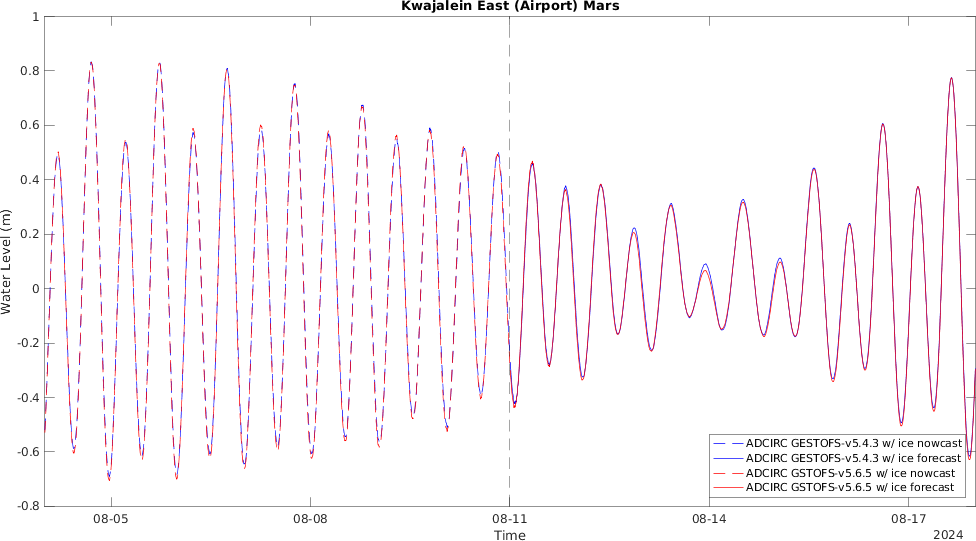 Kwajalein East (Airport) Mars
1
0.8
0.6
0.4
0.2
0
-0.2
-0.4
-0.6
-0.8
Water Level (m)
ADCIRC GESTOFS-v5.4.3 w/ ice nowcast
ADCIRC GESTOFS-v5.4.3 w/ ice forecast
ADCIRC GSTOFS-v5.6.5 w/ ice nowcast
ADCIRC GSTOFS-v5.6.5 w/ ice forecast
08-05 08-08 08-11 08-14 08-17
Time
2024